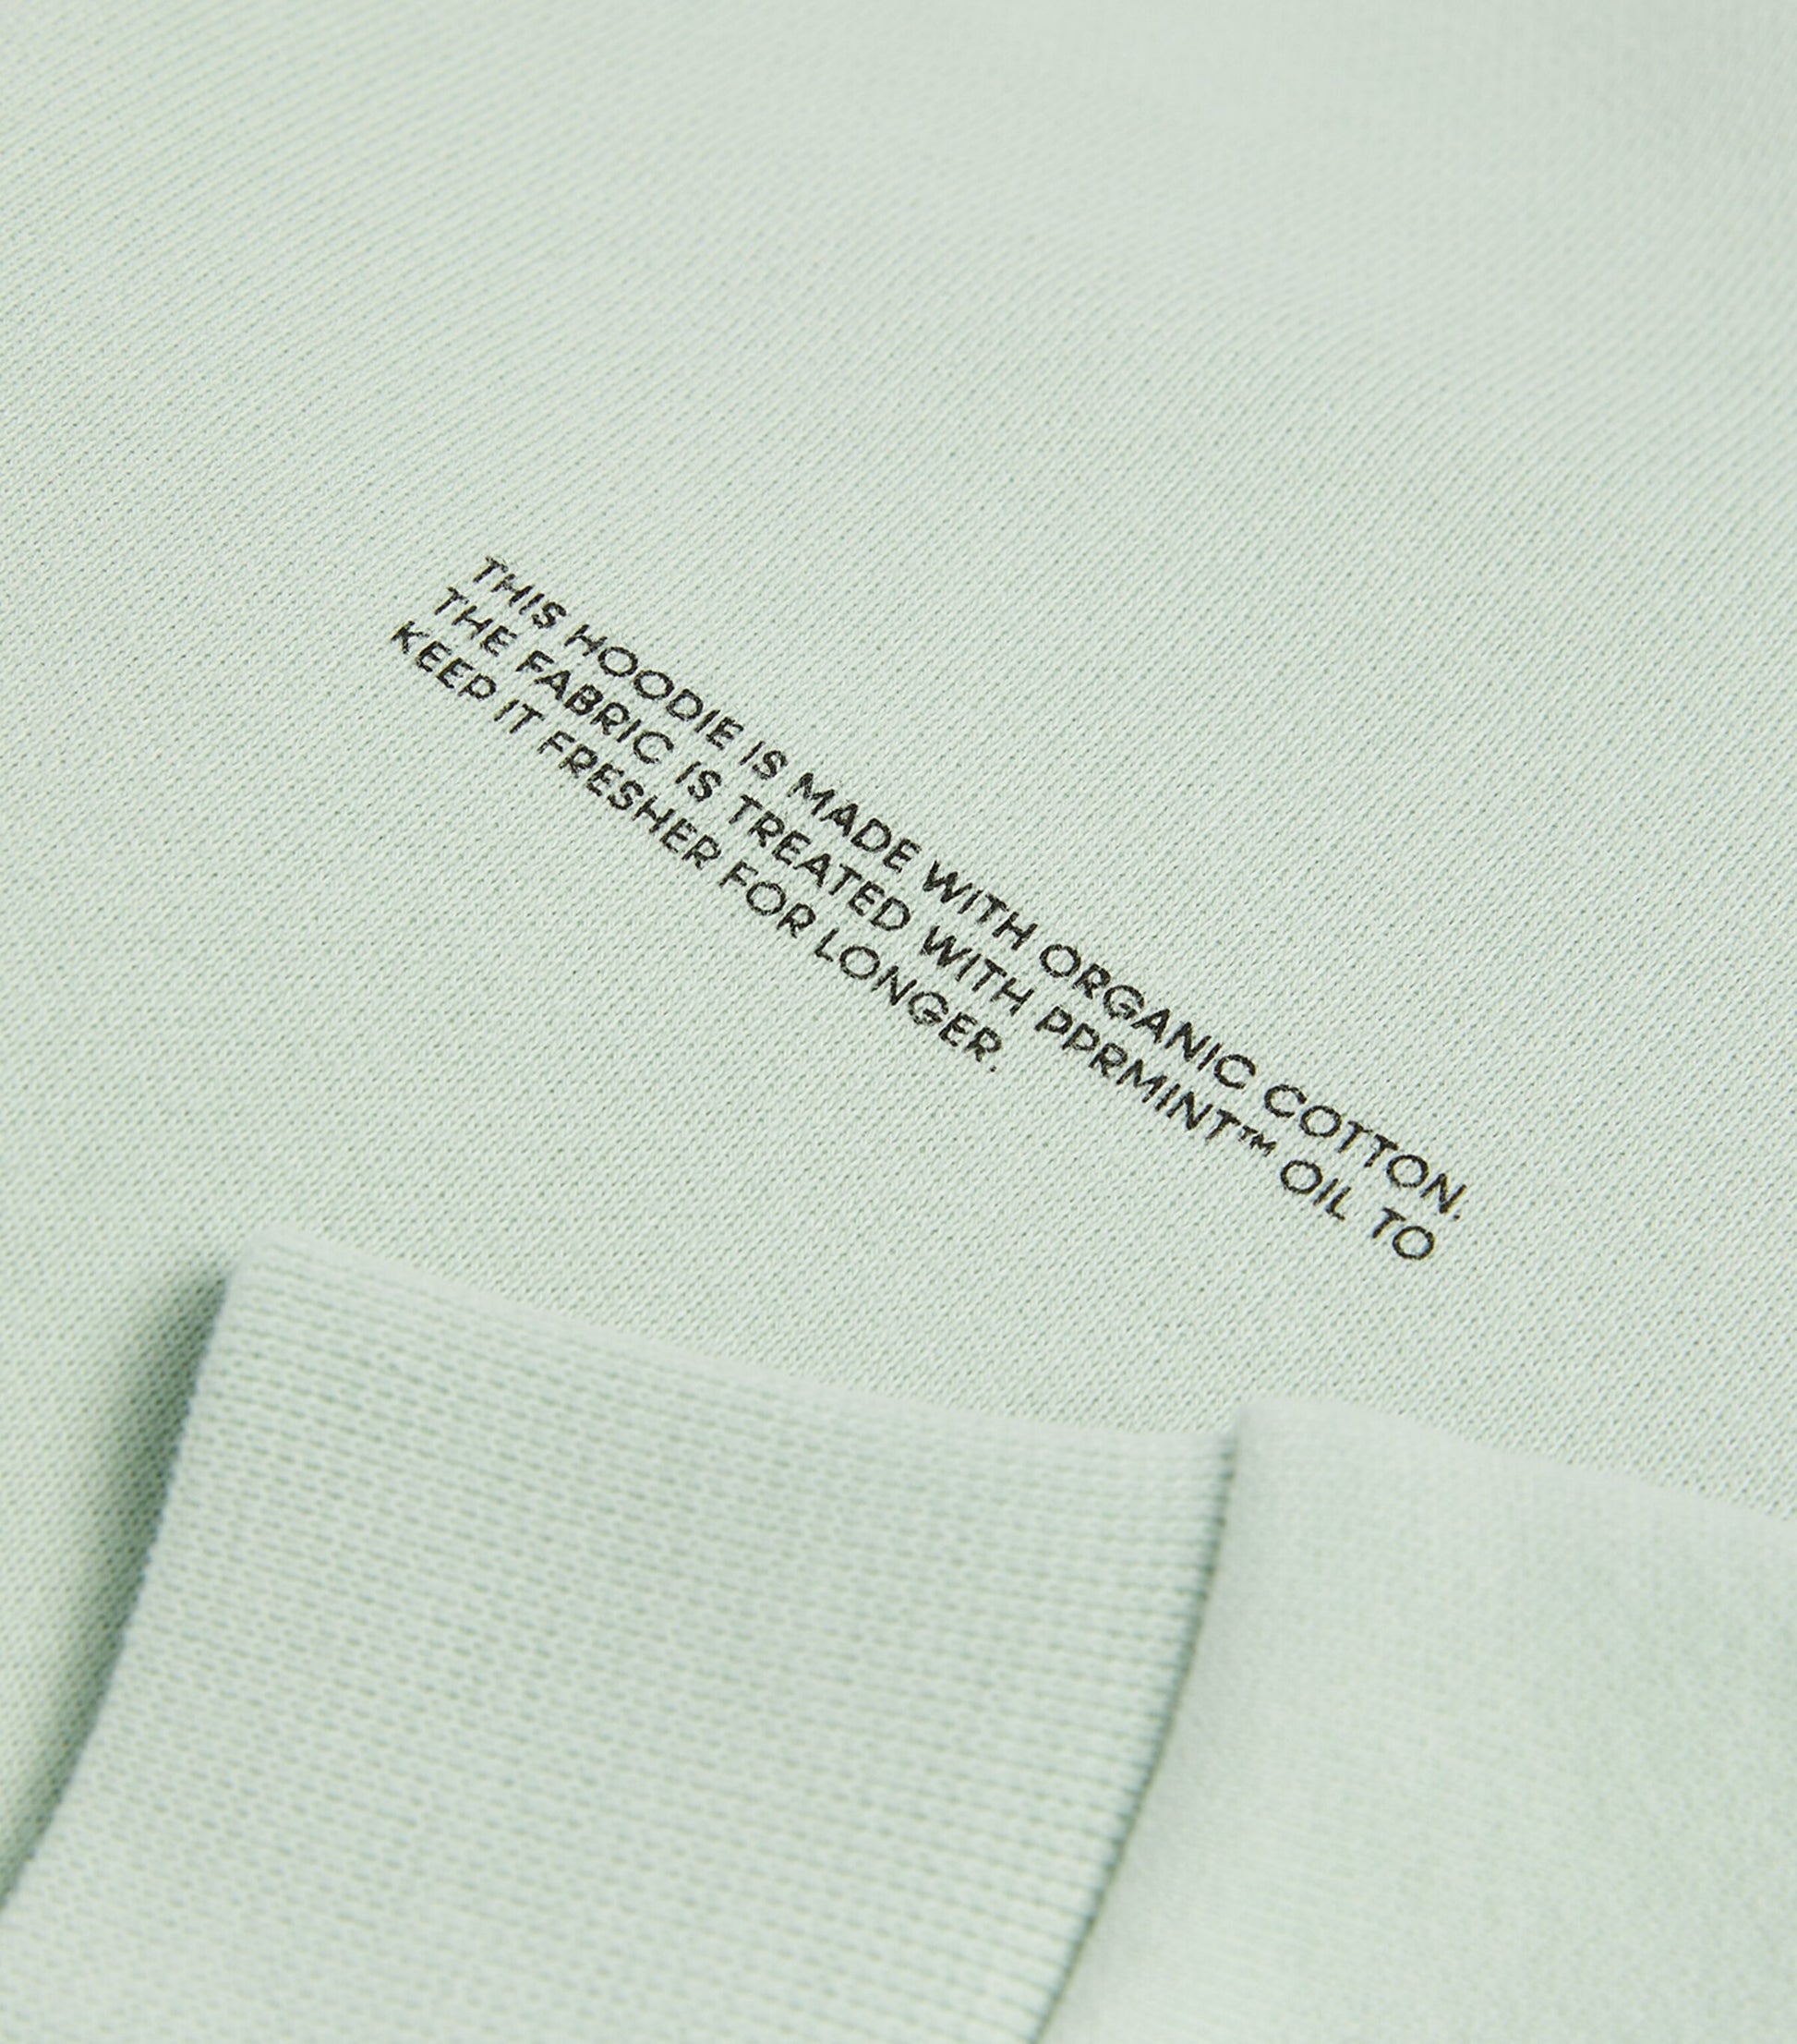 THIS HOODIE IS MADE WITH ORGANIC COTTON.
THE FABRIC IS TREATED WITH PPRMINT™ OIL TO
KEEP IT FRESHER FOR LONGER.